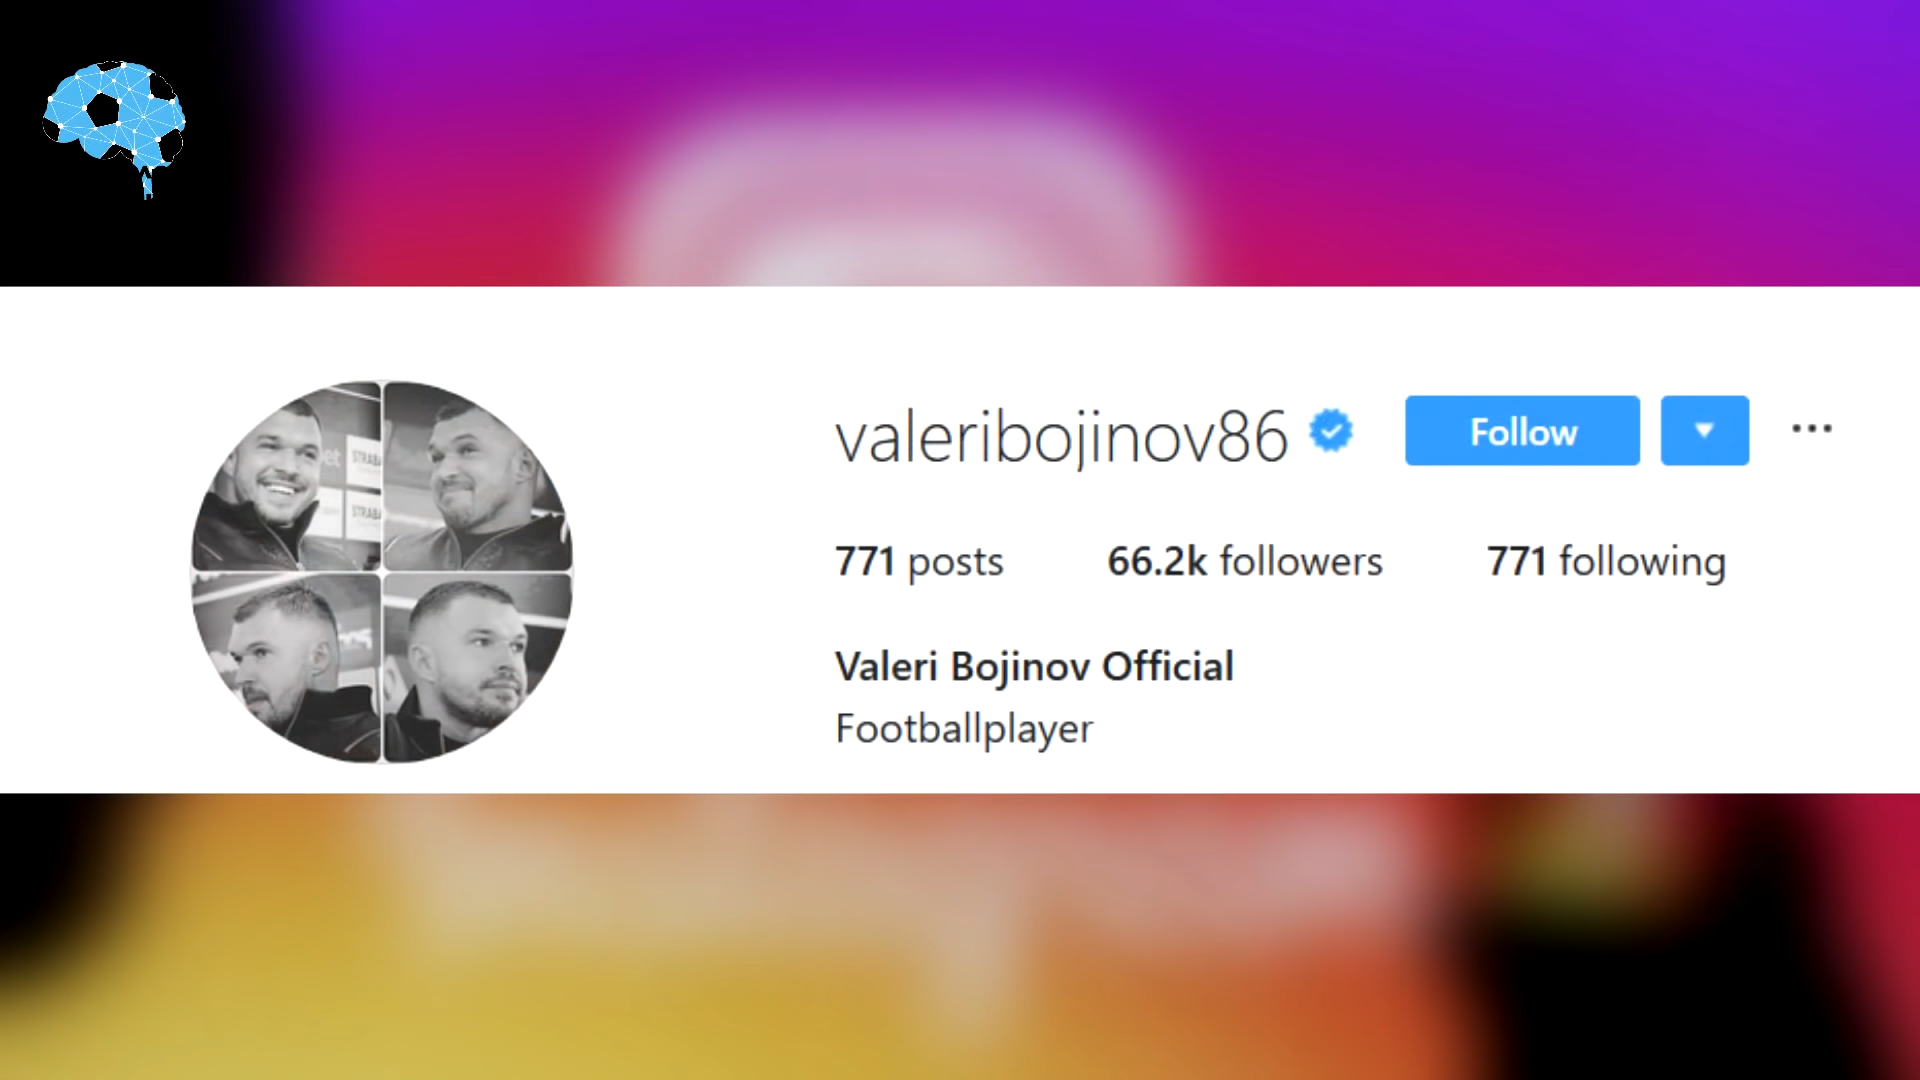 valeribojinov86
Follow
771 posts 66.2k followers 771 following
Valeri Bojinov Official
Footballplayer